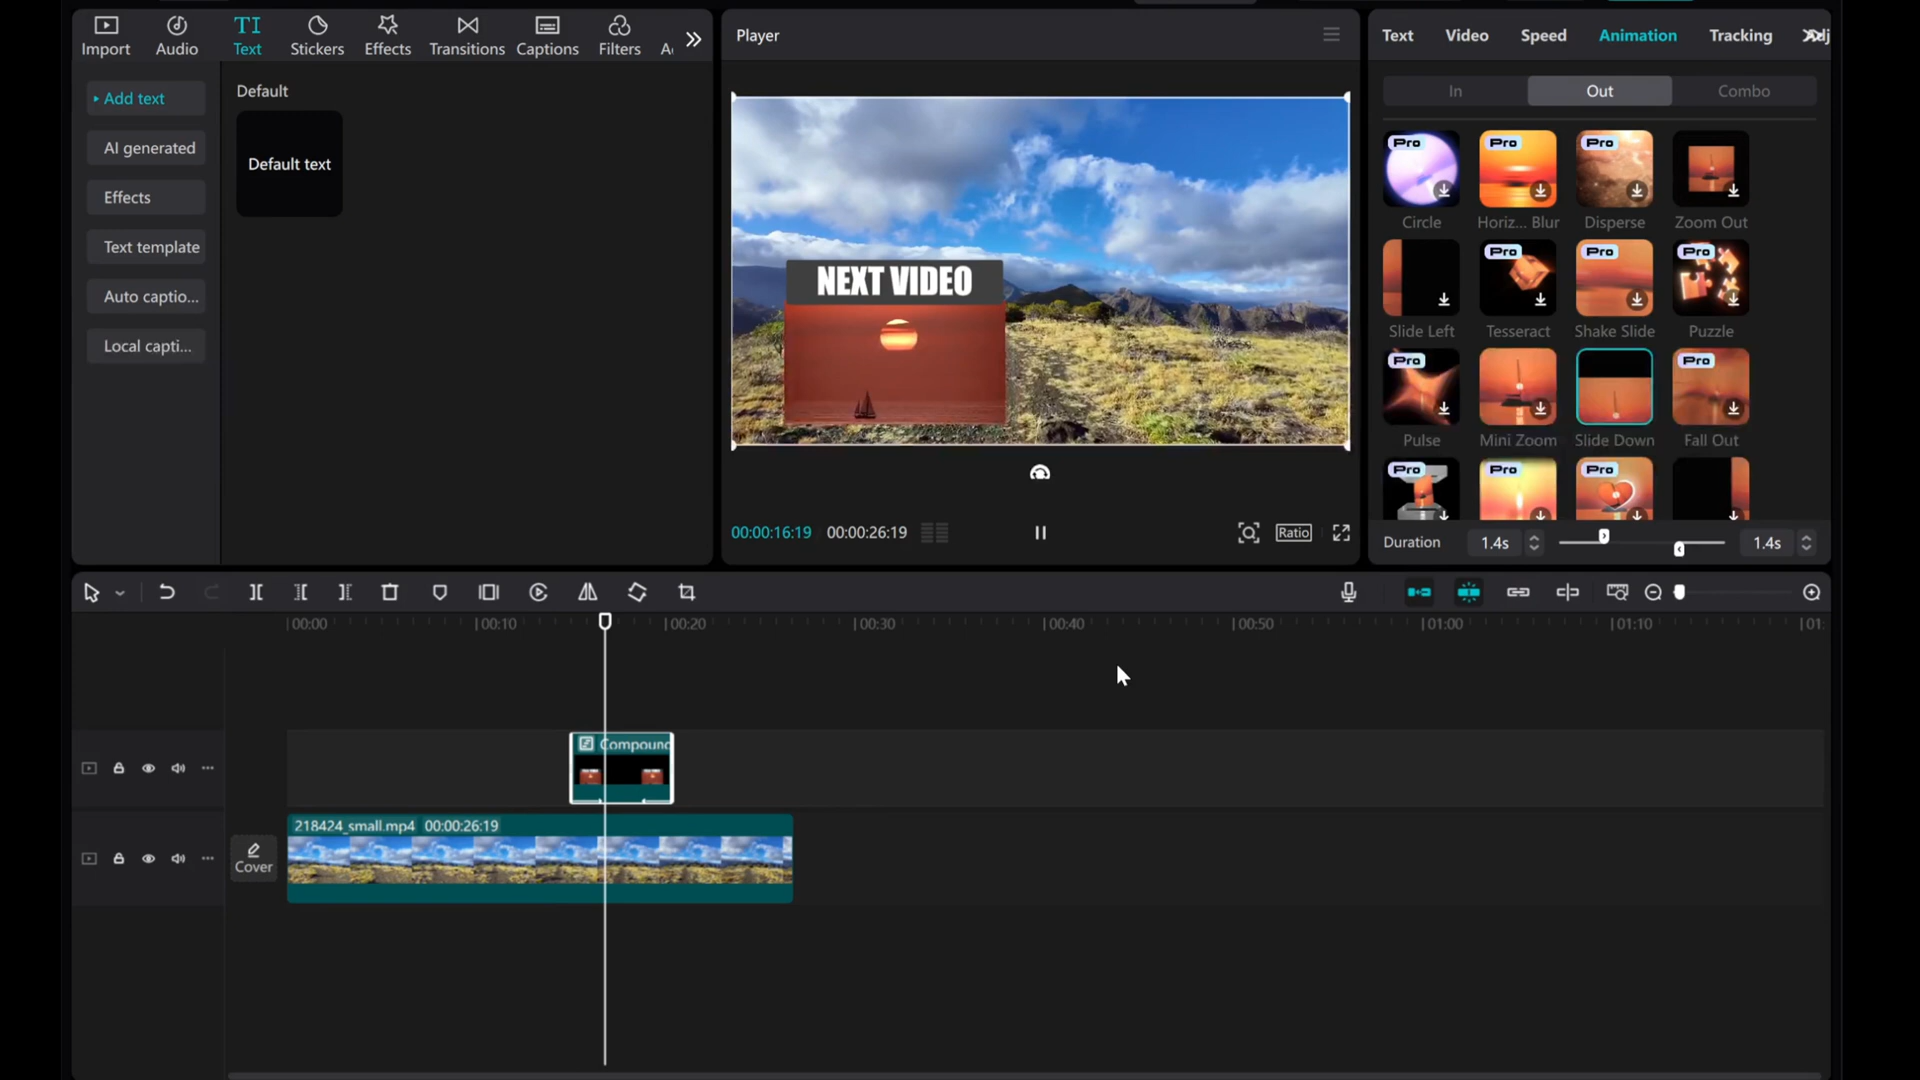 Import
Audio
Text
Stickers
Effects
Transitions
Captions
Filters
Add text
AI generated
Effects
Text template
Auto captio...
Local capti...
Default
Default text
Player
NEXT VIDEO
00:00:16:19 00:00:26:19
Ratio
Text Video Speed Animation Tracking
In Out Combo
Pro Pro Pro
Circle Horiz... Blur Disperse Zoom Out
Pro Pro Pro
Slide Left Tesseract Shake Slide Puzzle
Pro Pro
Pulse Mini Zoom Slide Down Fall Out
Pro Pro Pro
Duration 1.4s 1.4s
00:00 00:10 00:20 00:30 00:40 00:50 01:00 01:10 01:
Compound
218424_small.mp4 00:00:26:19
Cover